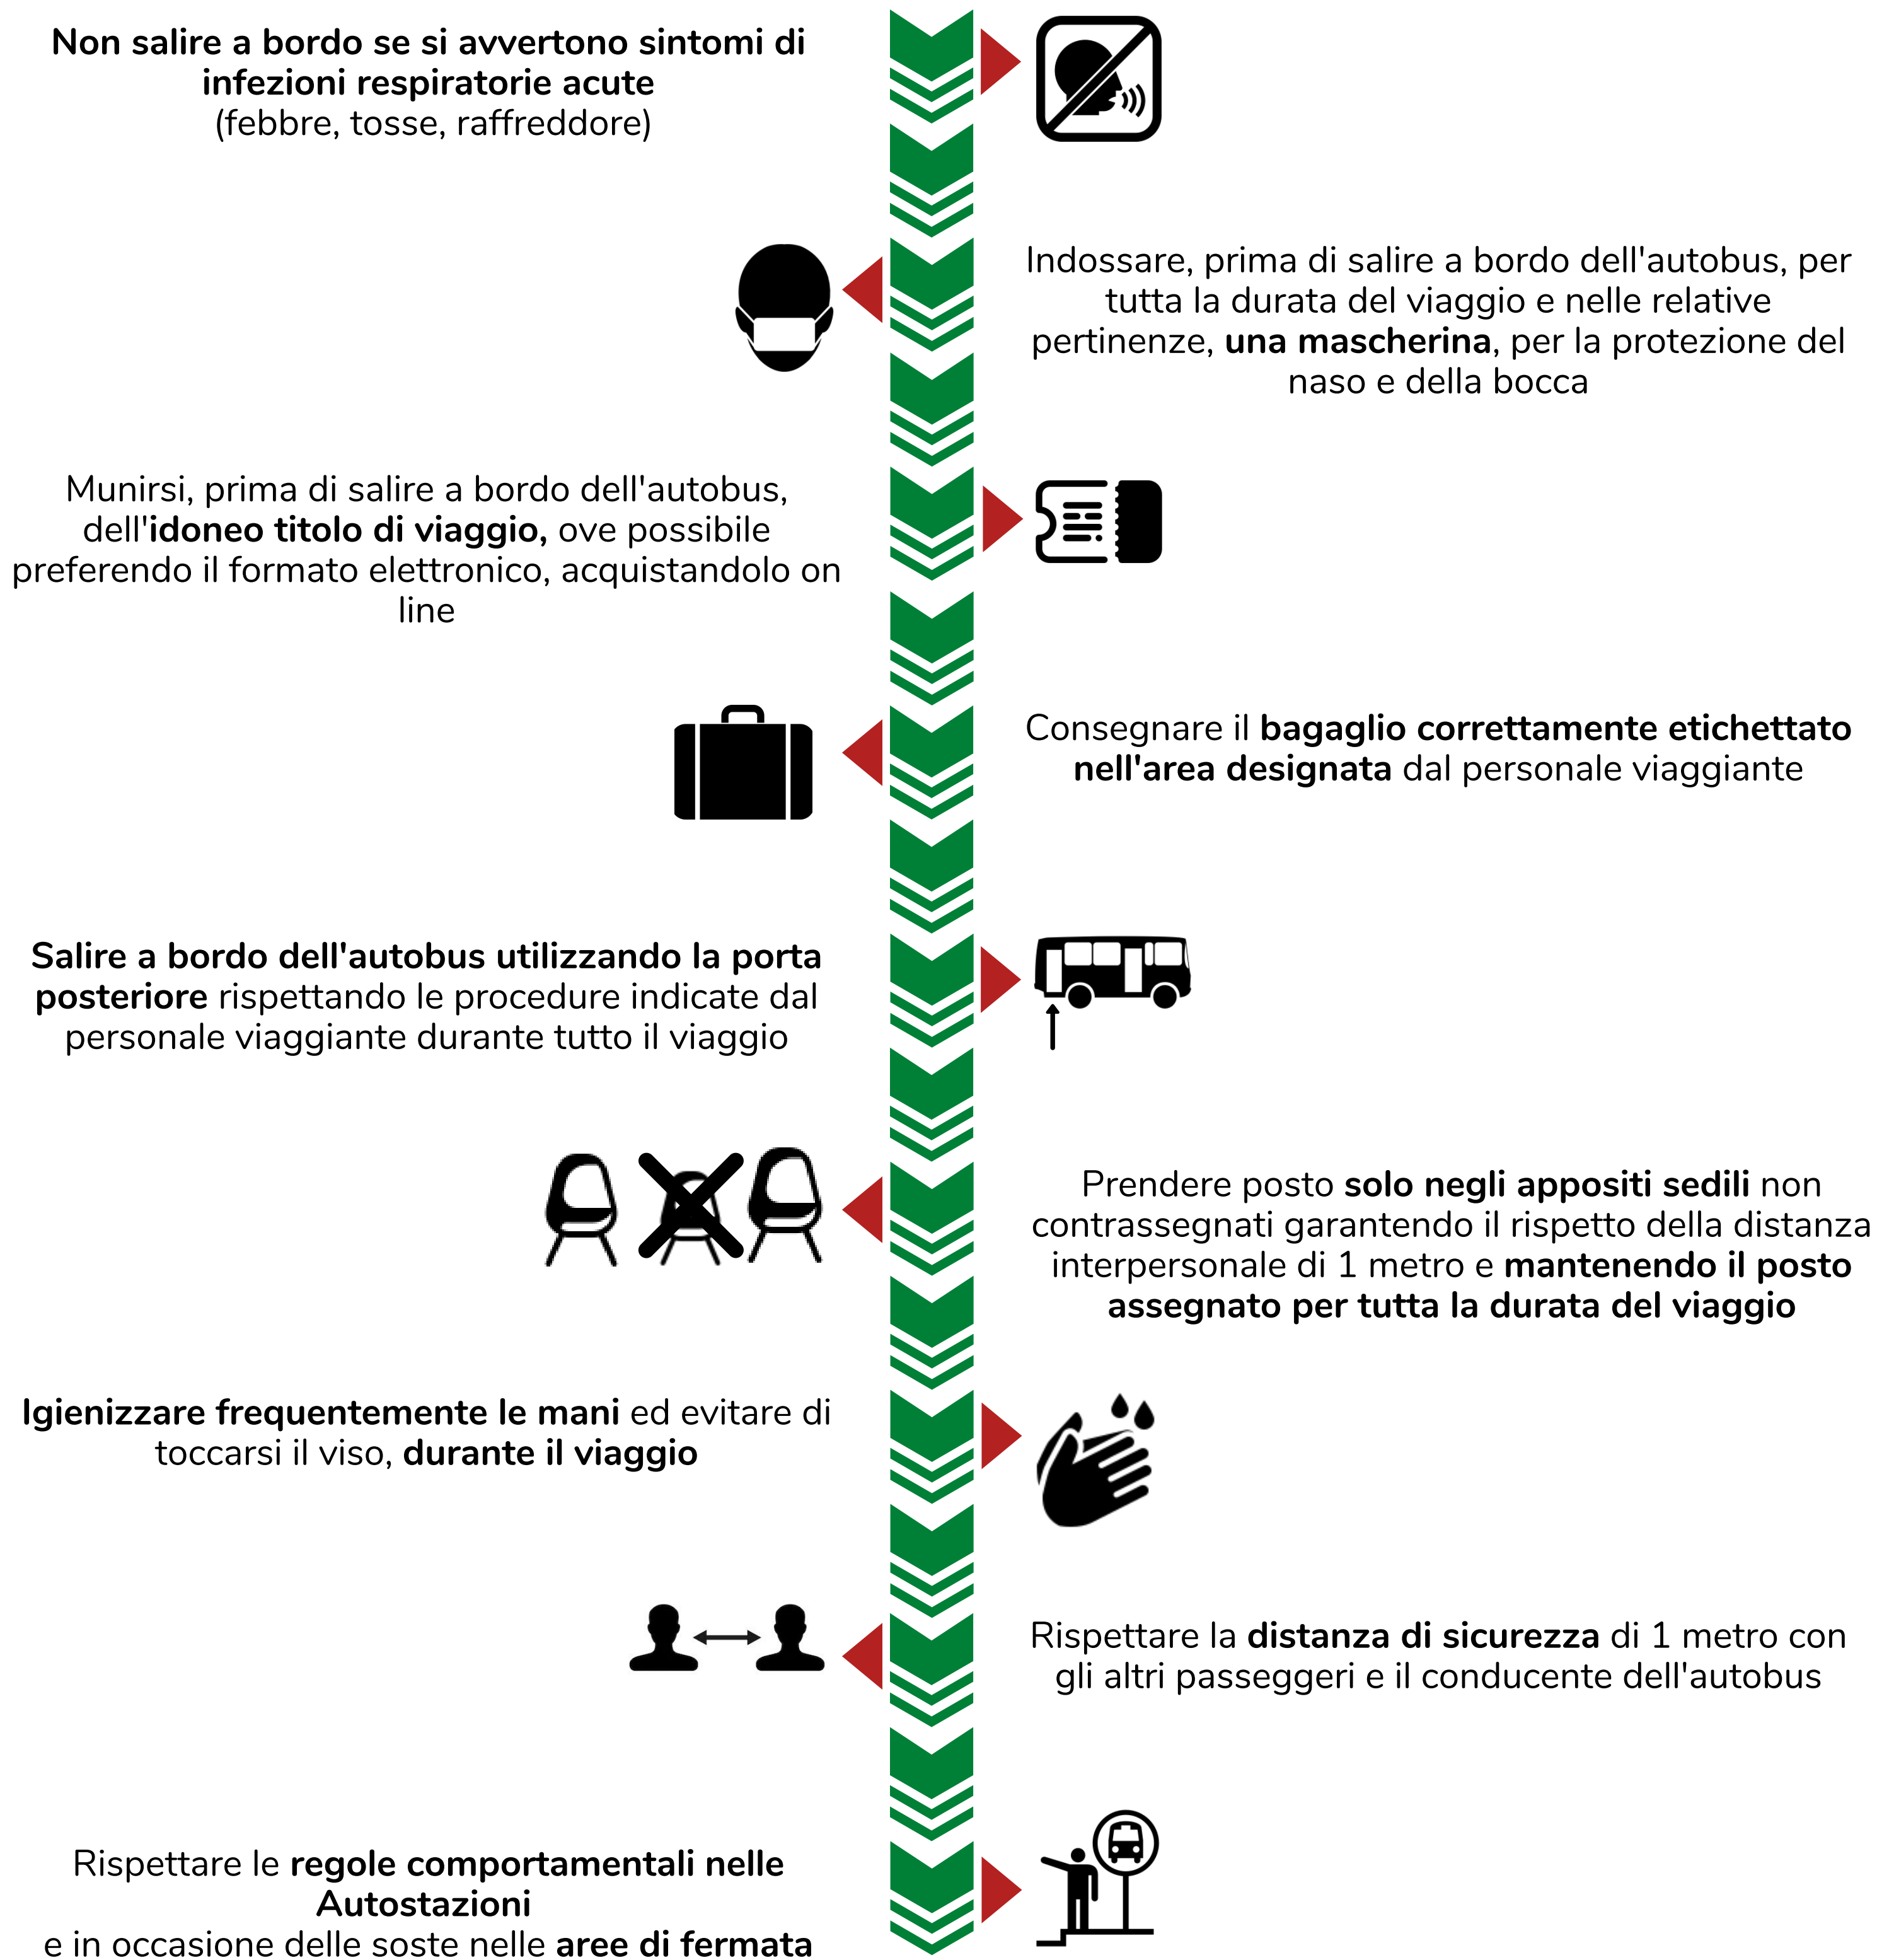 Non salire a bordo se si avvertono sintomi di
infezioni respiratorie acute
(febbre, tosse, raffreddore)
Indossare, prima di salire a bordo dell'autobus, per
tutta la durata del viaggio e nelle relative
pertinenze, una mascherina, per la protezione del
naso e della bocca
Munirsi, prima di salire a bordo dell'autobus,
dell'idoneo titolo di viaggio, ove possibile
preferendo il formato elettronico, acquistandolo on
line
Consegnare il bagaglio correttamente etichettato
nell'area designata dal personale viaggiante
Salire a bordo dell'autobus utilizzando la porta
posteriore rispettando le procedure indicate dal
personale viaggiante durante tutto il viaggio
Prendere posto solo negli appositi sedili non
contrassegnati garantendo il rispetto della distanza
interpersonale di 1 metro e mantenendo il posto
assegnato per tutta la durata del viaggio
Igienizzare frequentemente le mani ed evitare di
toccarsi il viso, durante il viaggio
Rispettare la distanza di sicurezza di 1 metro con
gli altri passeggeri e il conducente dell'autobus
Rispettare le regole comportamentali nelle
Autostazioni
e in occasione delle soste nelle aree di fermata